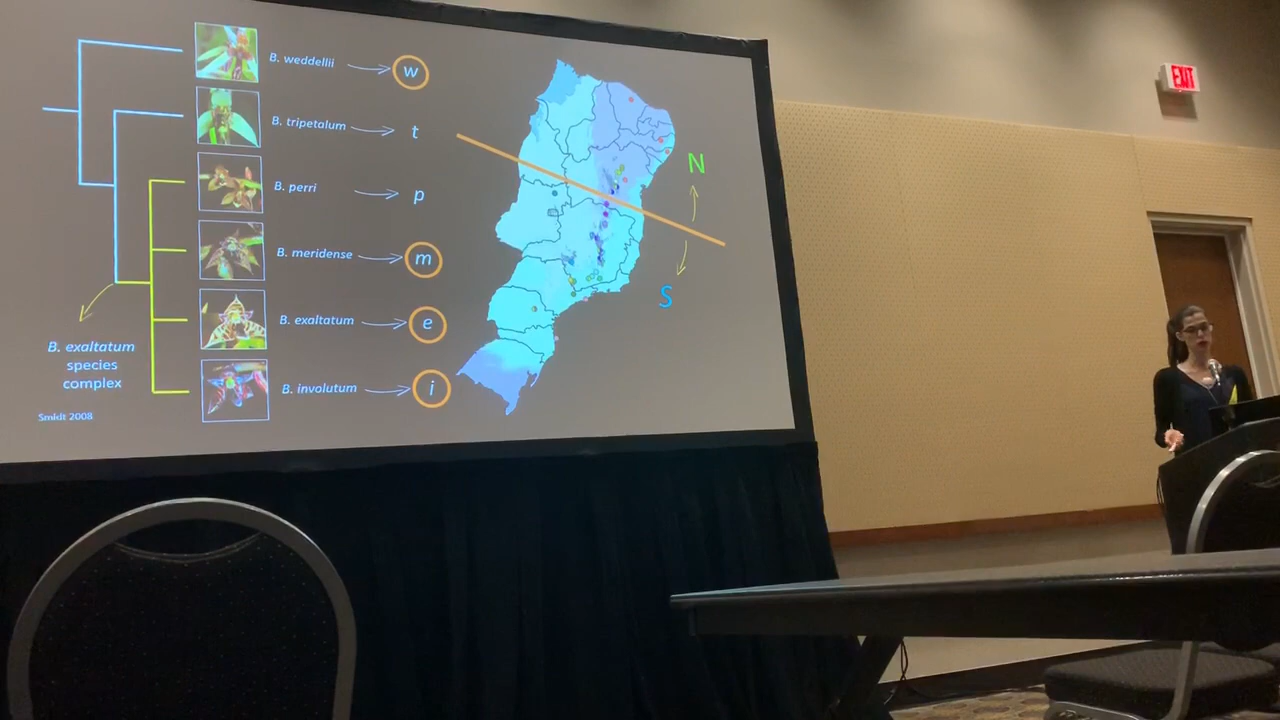 B. weddellii
w
B. tripetalum
t
B. perri
p
B. meridense
m
B. exaltatum
e
B. involutum
i
B. exaltatum
species
complex
Smidt 2008
N
S
EXIT